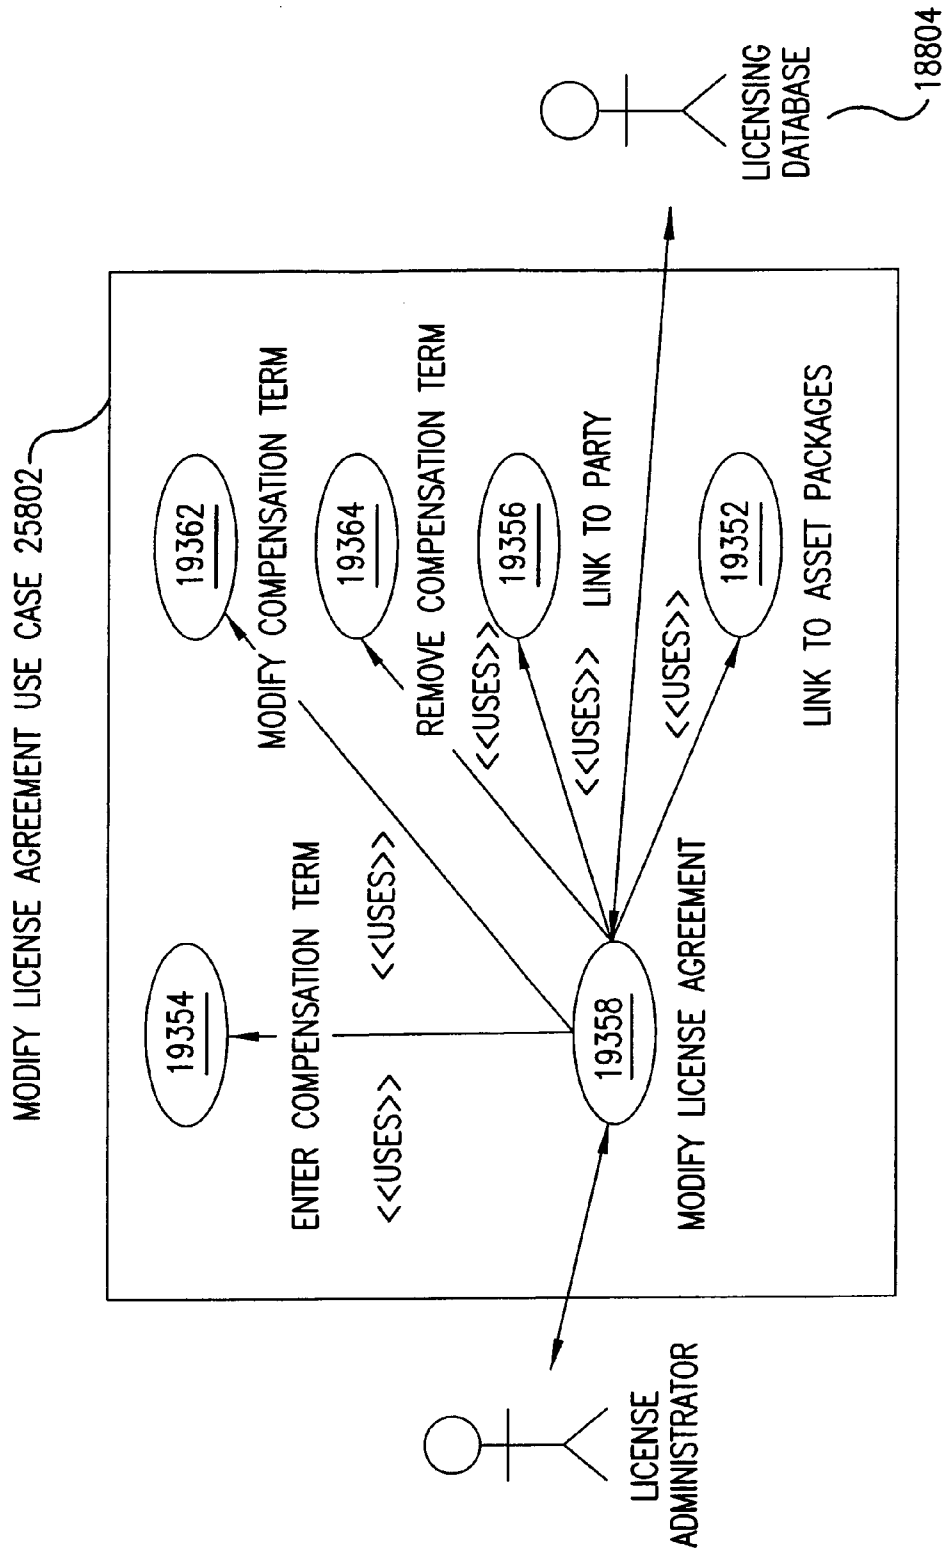 MODIFY LICENSE AGREEMENT USE CASE 25802
19354
19362
ENTER COMPENSATION TERM
MODIFY COMPENSATION TERM
<<USES>>
<<USES>>
19364
REMOVE COMPENSATION TERM
<<USES>>
19356
<<USES>>
LINK TO PARTY
19358
MODIFY LICENSE AGREEMENT
<<USES>>
19352
LINK TO ASSET PACKAGES
LICENSE
ADMINISTRATOR
LICENSING
DATABASE
18804